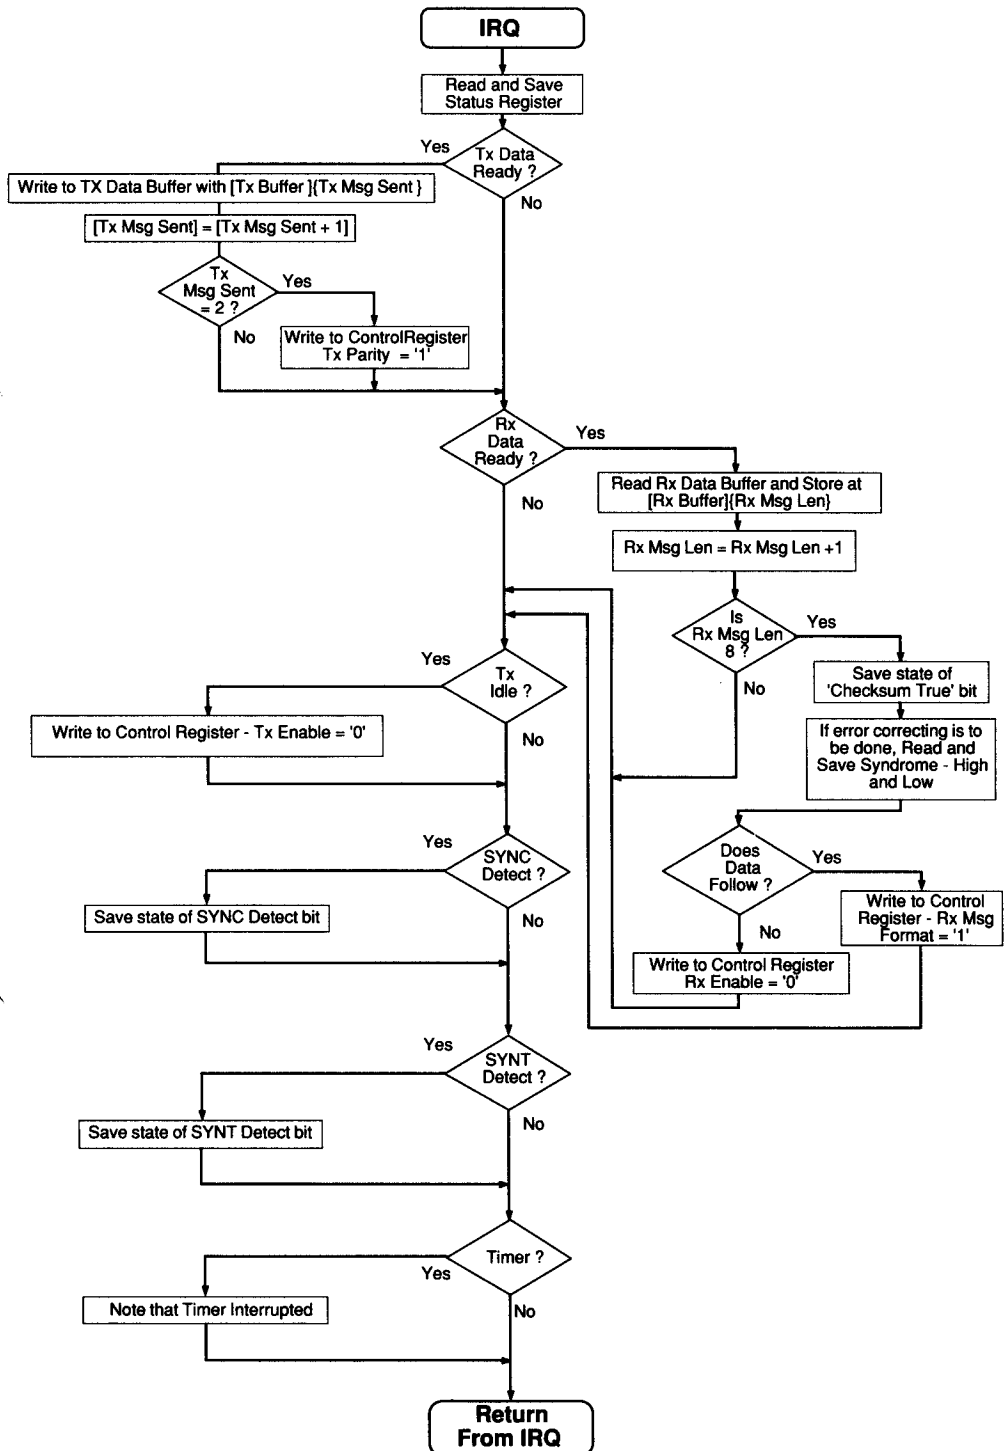 IRQ
Read and Save
Status Register
Yes
Tx Data
Ready ?
No
Write to TX Data Buffer with [Tx Buffer ]{Tx Msg Sent }
[Tx Msg Sent] = [Tx Msg Sent + 1]
Tx
Msg Sent
= 2 ?
Yes
No
Write to ControlRegister
Tx Parity = '1'
Rx
Data
Ready ?
Yes
No
Read Rx Data Buffer and Store at
[Rx Buffer]{Rx Msg Len}
Rx Msg Len = Rx Msg Len +1
Is
Rx Msg Len
8 ?
Yes
No
Save state of
'Checksum True' bit
If error correcting is to
be done, Read and
Save Syndrome - High
and Low
Does
Data
Follow ?
Yes
No
Write to Control
Register - Rx Msg
Format = '1'
Write to Control Register
Rx Enable = '0'
Yes
Tx
Idle ?
No
Write to Control Register - Tx Enable = '0'
Yes
SYNC
Detect ?
No
Save state of SYNC Detect bit
Yes
SYNT
Detect ?
No
Save state of SYNT Detect bit
Timer ?
Yes
No
Note that Timer Interrupted
Return
From IRQ